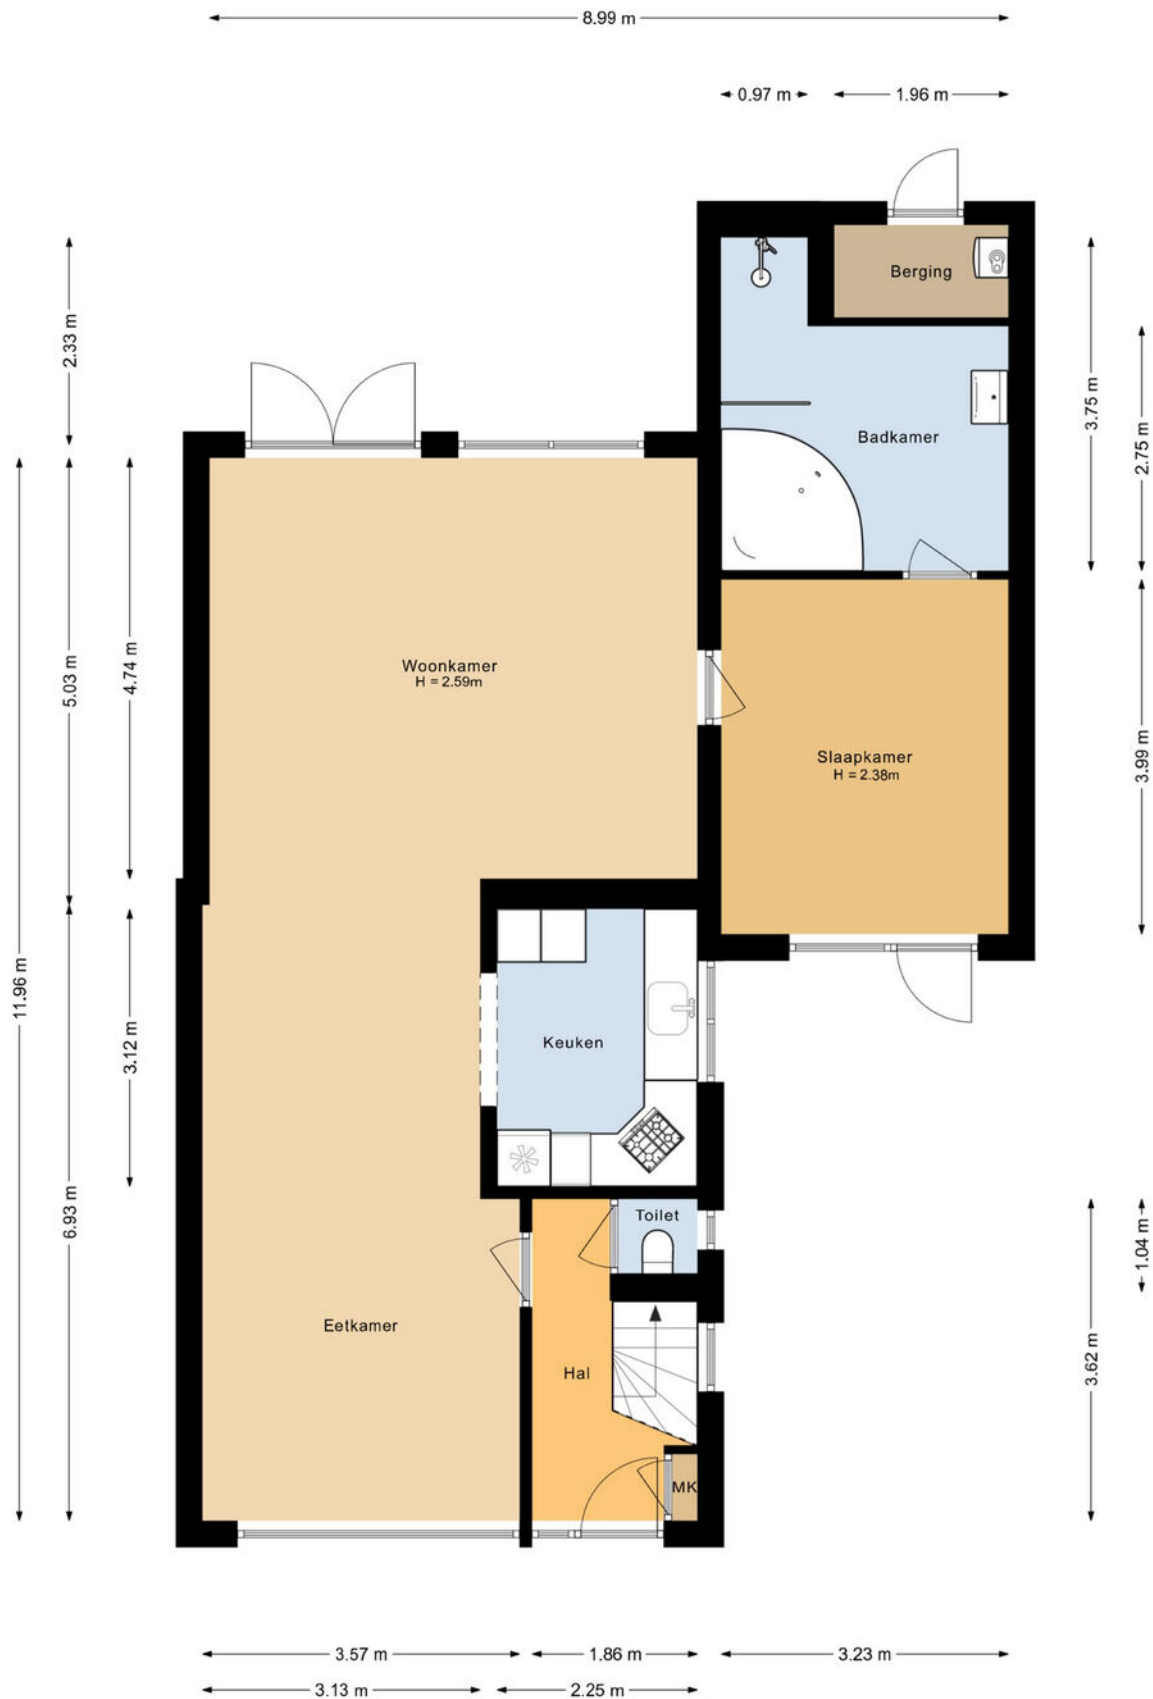 8.99 m
0.97 m
1.96 m
Berging
2.33 m
3.75 m
2.75 m
Badkamer
11.96 m
5.03 m
4.74 m
Woonkamer
H = 2.59m
Slaapkamer
H = 2.38m
3.99 m
3.12 m
Keuken
6.93 m
Toilet
1.04 m
Eetkamer
Hal
3.62 m
MK
3.57 m
1.86 m
3.23 m
3.13 m
2.25 m